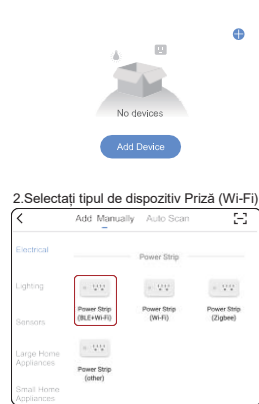 No devices
Add Device
2.Selectați tipul de dispozitiv Priză (Wi-Fi)
Add Manually Auto Scan
Electrical
Power Strip
Lighting
Power Strip (BLE+Wi-Fi)
Power Strip (Wi-Fi)
Power Strip (Zigbee)
Sensors
Large Home Appliances
Power Strip (other)
Small Home Appliances